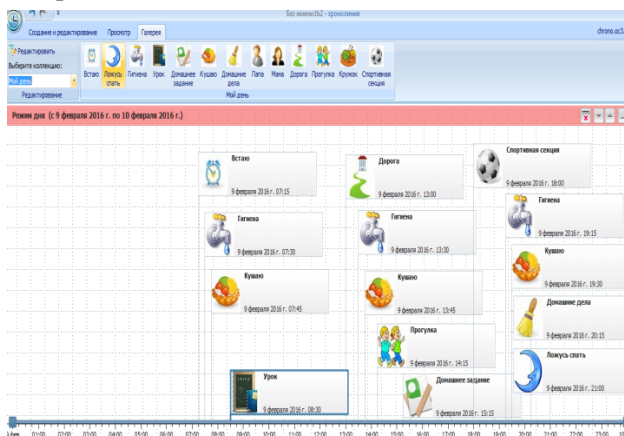 Без имени.tlb2 - хронолиния
Создание и редактирование Просмотр Галерея
chrono.oc3.
Редактировать
Выберите коллекцию:
Мой день
Редактирование
Встаю Ложусь спать Гигиена Урок Домашнее задание Кушаю Домашние дела Папа Мама Дорога Прогулка Кружок Спортивная секция
Мой день
Режим дня (с 9 февраля 2016 г. по 10 февраля 2016 г.)
Встаю
9 февраля 2016 г. 07:15
Гигиена
9 февраля 2016 г. 07:30
Кушаю
9 февраля 2016 г. 07:45
Урок
9 февраля 2016 г. 08:30
Дорога
9 февраля 2016 г. 13:00
Гигиена
9 февраля 2016 г. 13:30
Кушаю
9 февраля 2016 г. 13:45
Прогулка
9 февраля 2016 г. 14:15
Домашнее задание
9 февраля 2016 г. 15:15
Спортивная секция
9 февраля 2016 г. 18:00
Гигиена
9 февраля 2016 г. 19:15
Кушаю
9 февраля 2016 г. 19:30
Домашние дела
9 февраля 2016 г. 20:15
Ложусь спать
9 февраля 2016 г. 21:00
01:00 02:00 03:00 04:00 05:00 06:00 07:00 08:00 09:00 10:00 11:00 12:00 13:00 14:00 15:00 16:00 17:00 18:00 19:00 20:00 21:00 22:00 23:00